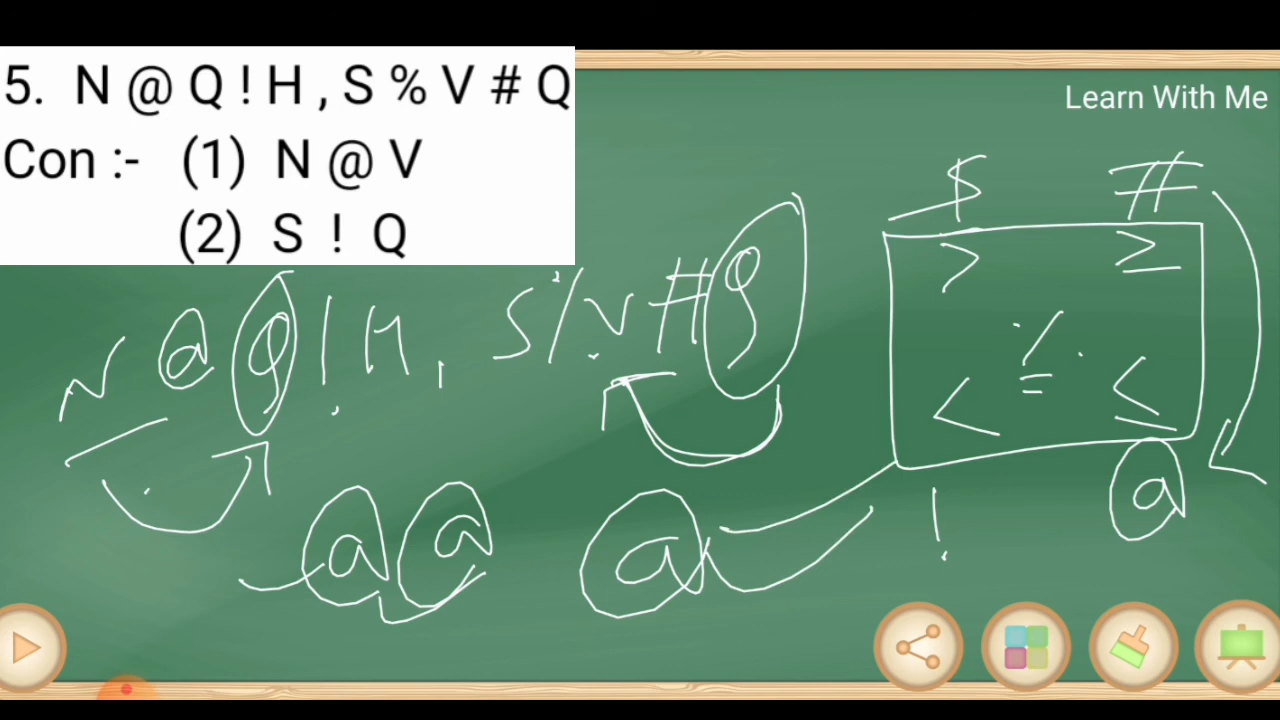 5. N @ Q ! H , S % V # Q
Con :- (1) N @ V
(2) S ! Q
Learn With Me
$ #
> ≥
N @ Q ! H , S % V # Q
% =
< ≤
@ @ @ ! @